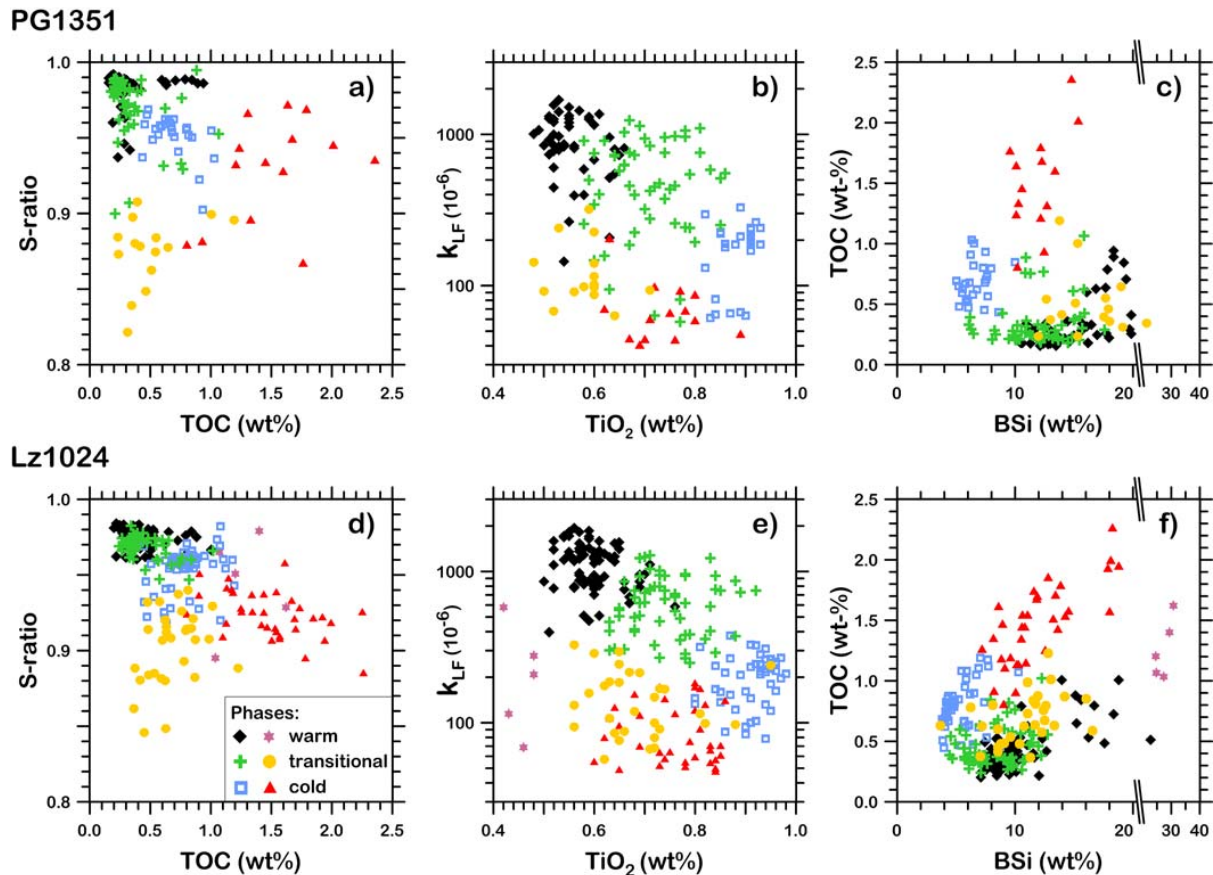 PG1351
1.0
0.9
0.8
S-ratio
a)
0.0 0.5 1.0 1.5 2.0 2.5
TOC (wt%)
1000
100
kLF (10-6)
b)
0.4 0.6 0.8 1.0
TiO2 (wt%)
2.5
2.0
1.5
1.0
0.5
0.0
TOC (wt-%)
c)
0 10 20 30 40
BSi (wt%)
Lz1024
1.0
0.9
0.8
S-ratio
d)
Phases:
warm
transitional
cold
0.0 0.5 1.0 1.5 2.0 2.5
TOC (wt%)
1000
100
kLF (10-6)
e)
0.4 0.6 0.8 1.0
TiO2 (wt%)
2.5
2.0
1.5
1.0
0.5
0.0
TOC (wt-%)
f)
0 10 20 30 40
BSi (wt%)